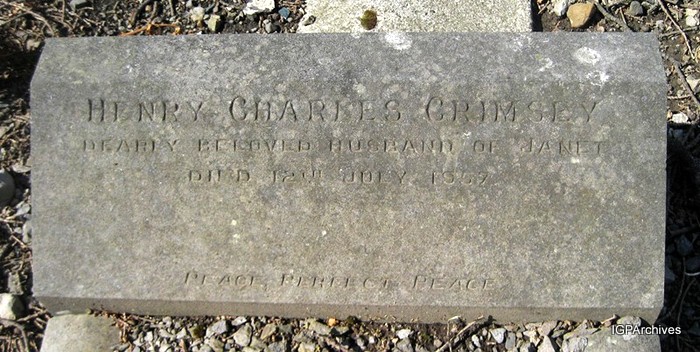 HENRY CHARLES GRIMSEY
DEARLY BELOVED HUSBAND OF JANET
DIED 12TH JULY 1957
PEACE, PERFECT PEACE
IGPArchives